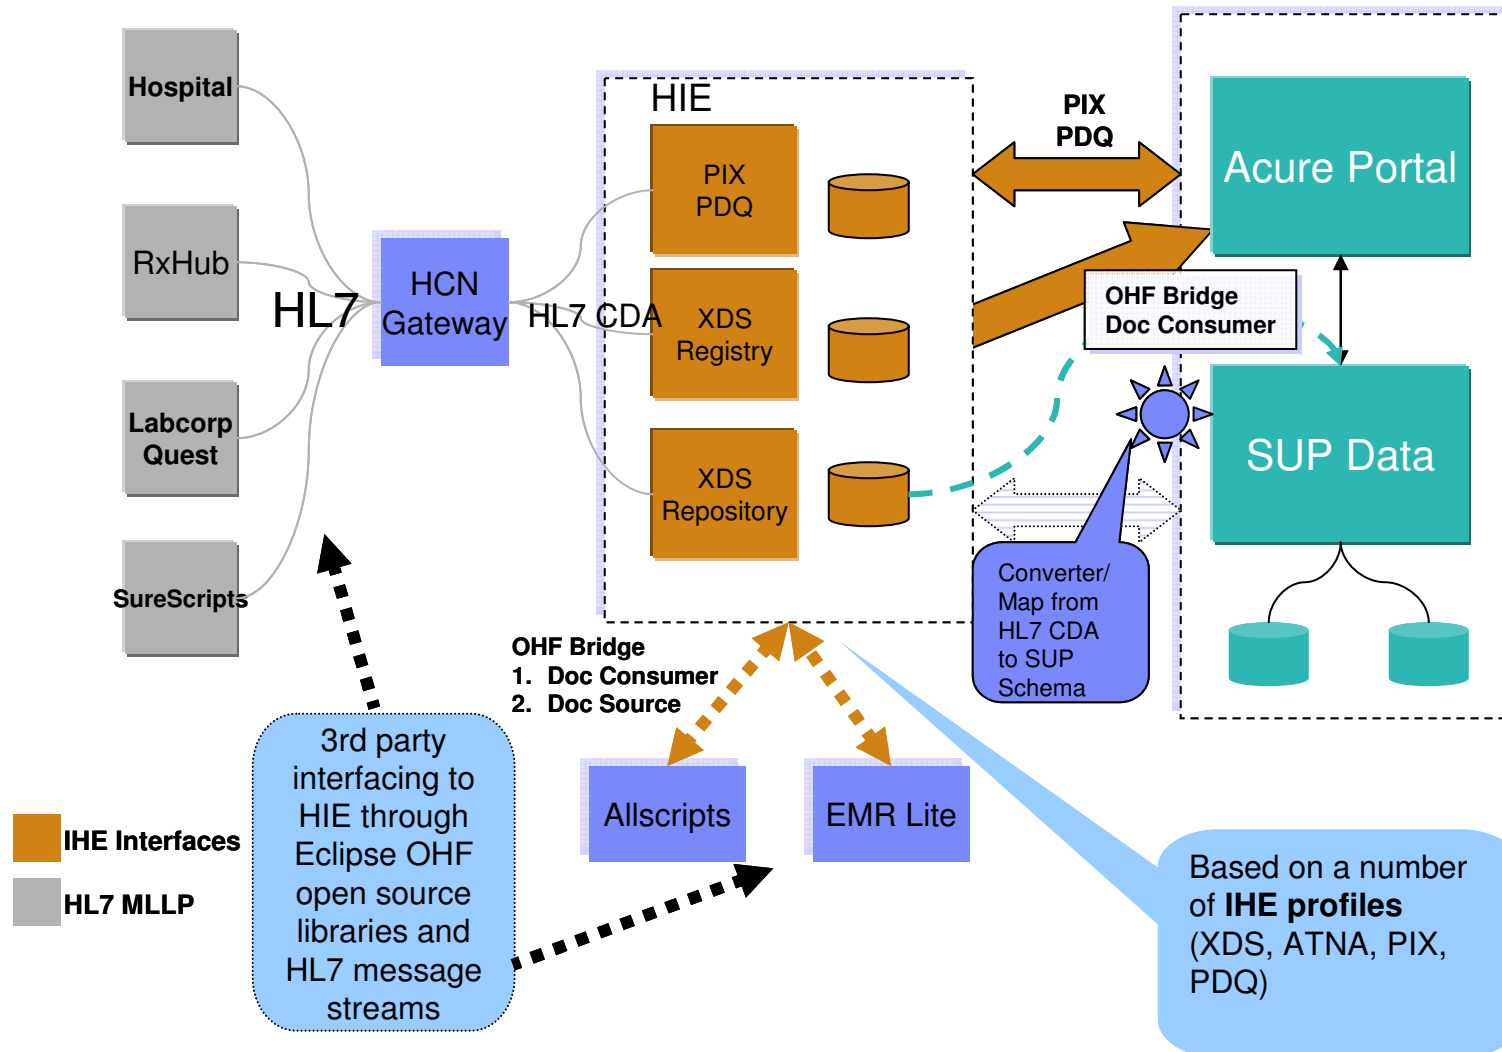 Hospital
RxHub
Labcorp
Quest
SureScripts
HL7
HCN
Gateway
HL7 CDA
HIE
PIX
PDQ
XDS
Registry
XDS
Repository
PIX
PDQ
Acure Portal
OHF Bridge
Doc Consumer
SUP Data
Converter/
Map from
HL7 CDA
to SUP
Schema
OHF Bridge
1. Doc Consumer
2. Doc Source
Allscripts
EMR Lite
3rd party
interfacing to
HIE through
Eclipse OHF
open source
libraries and
HL7 message
streams
IHE Interfaces
HL7 MLLP
Based on a number
of IHE profiles
(XDS, ATNA, PIX,
PDQ)